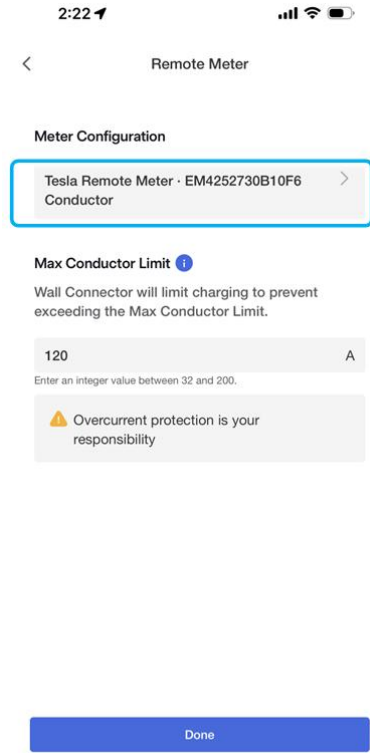 2:22
Remote Meter
Meter Configuration
Tesla Remote Meter · EM4252730B10F6
Conductor
Max Conductor Limit
Wall Connector will limit charging to prevent
exceeding the Max Conductor Limit.
120 A
Enter an integer value between 32 and 200.
Overcurrent protection is your
responsibility
Done